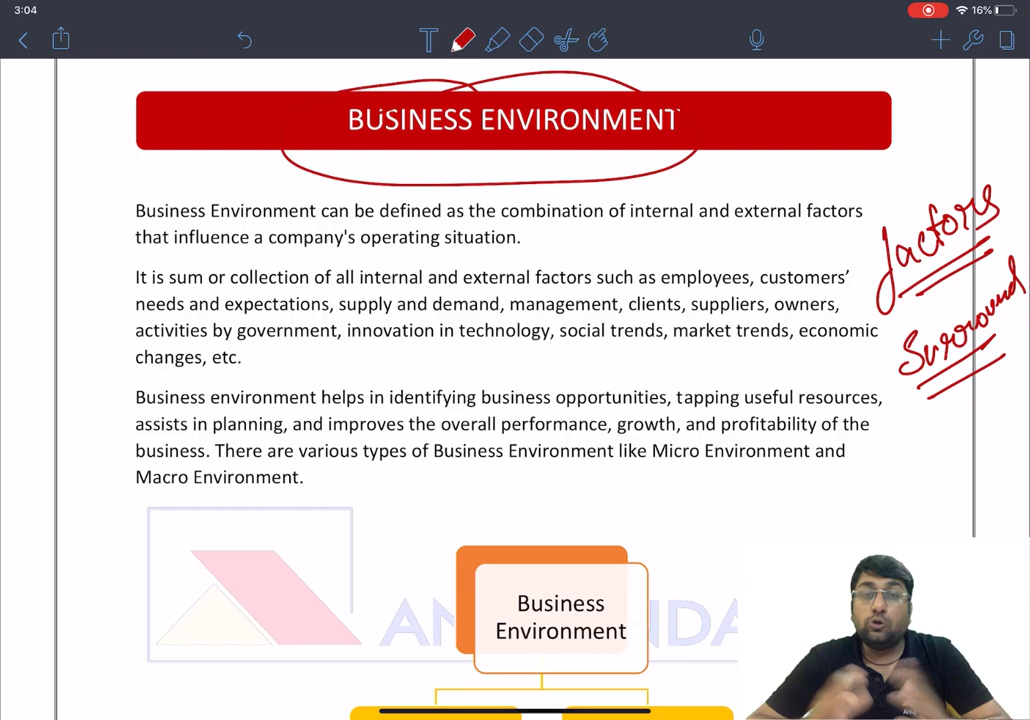 3:04
16%
T
BUSINESS ENVIRONMENT
Business Environment can be defined as the combination of internal and external factors
that influence a company's operating situation.
It is sum or collection of all internal and external factors such as employees, customers’
needs and expectations, supply and demand, management, clients, suppliers, owners,
activities by government, innovation in technology, social trends, market trends, economic
changes, etc.
Business environment helps in identifying business opportunities, tapping useful resources,
assists in planning, and improves the overall performance, growth, and profitability of the
business. There are various types of Business Environment like Micro Environment and
Macro Environment.
factors
Surround
Business
Environment